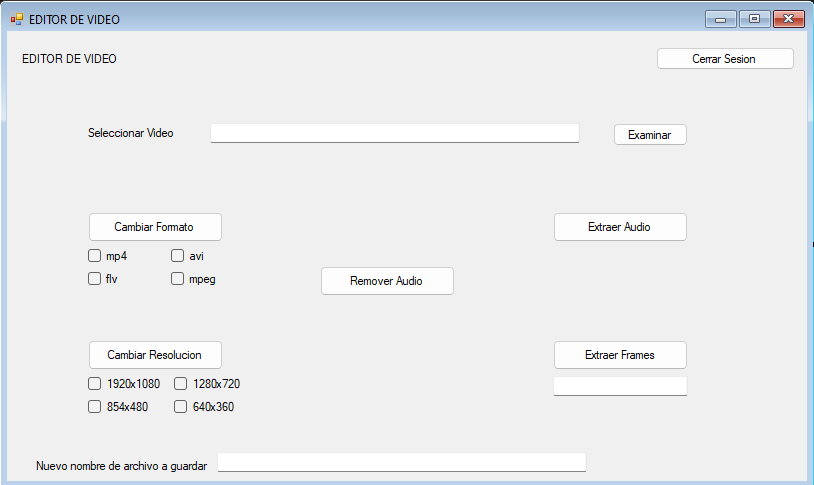 EDITOR DE VIDEO
EDITOR DE VIDEO
Cerrar Sesion
Seleccionar Video
Examinar
Cambiar Formato
Extraer Audio
mp4 avi
flv mpeg
Remover Audio
Cambiar Resolucion
Extraer Frames
1920x1080 1280x720
854x480 640x360
Nuevo nombre de archivo a guardar